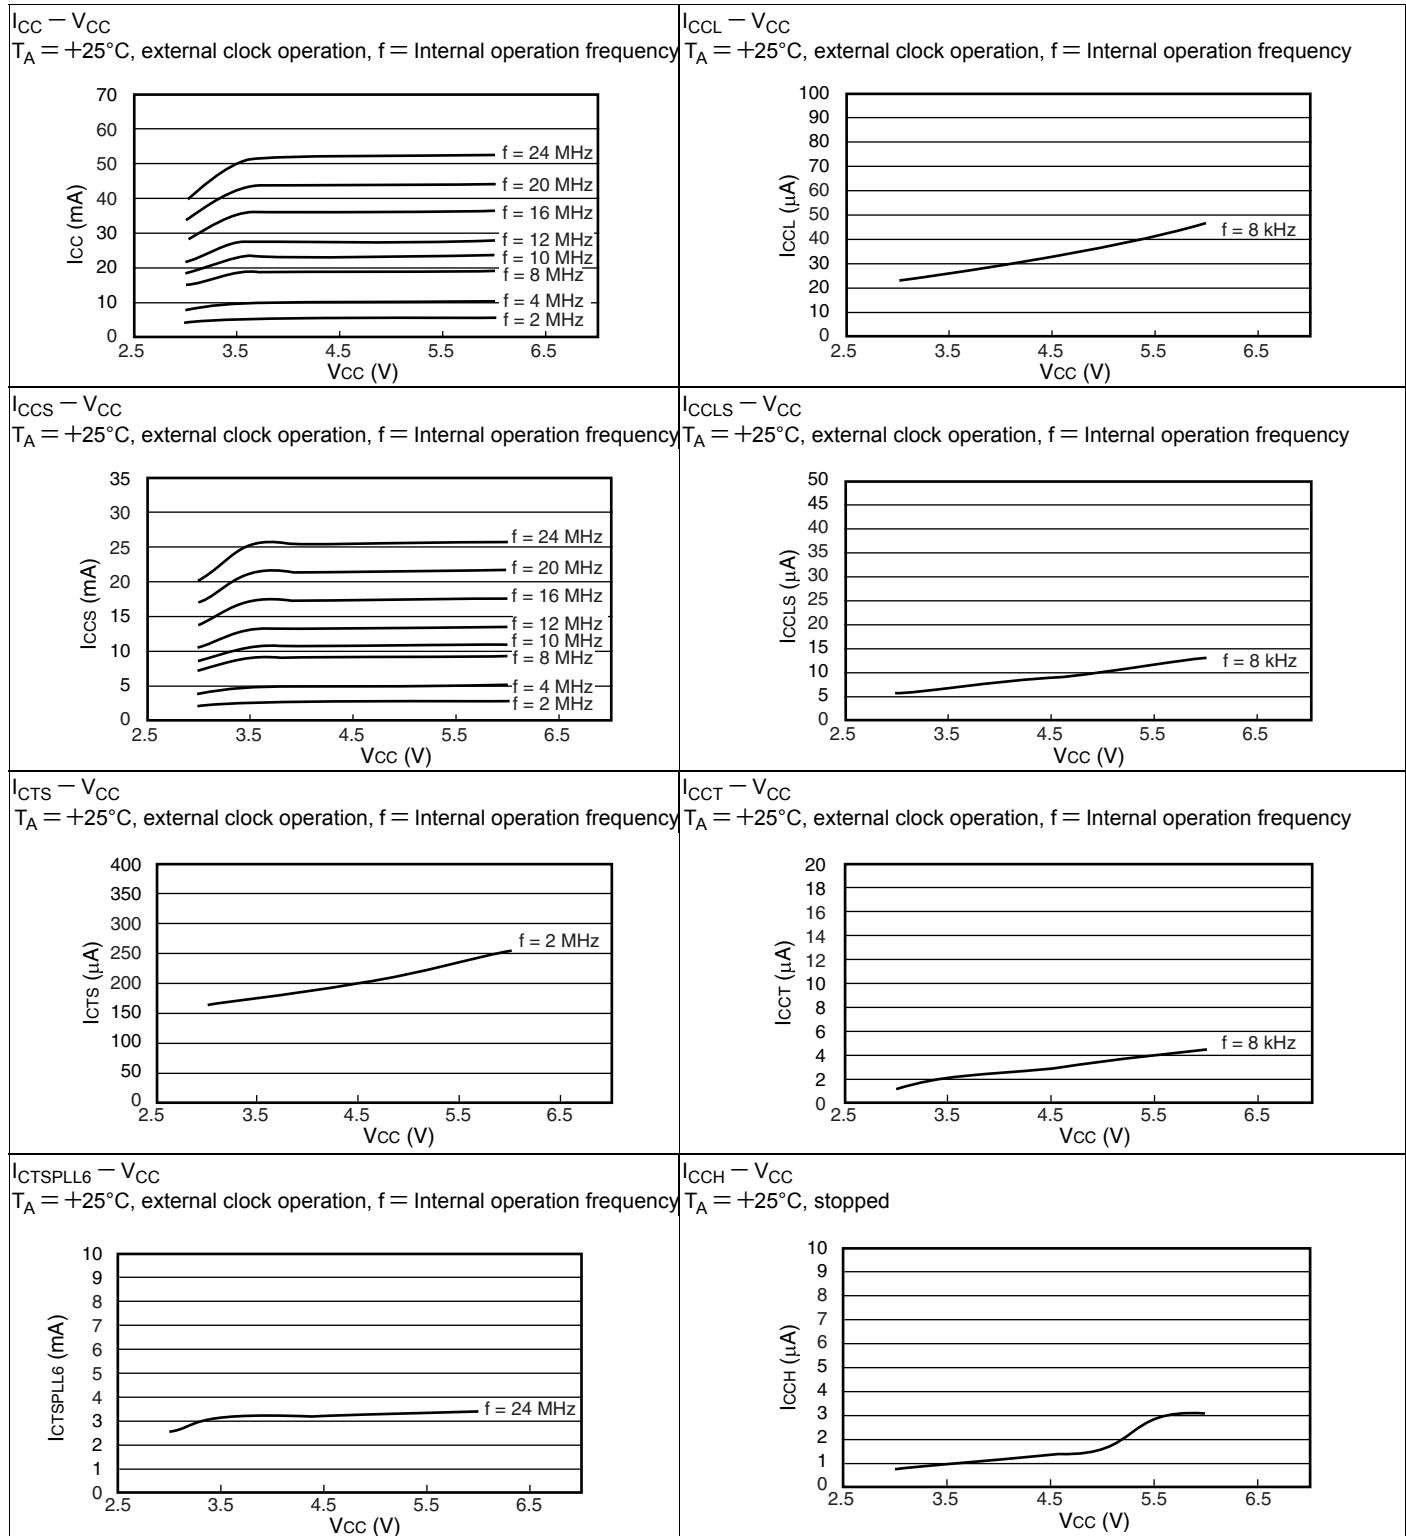 ICC − VCC
TA = +25°C, external clock operation, f = Internal operation frequency
70
60
50
40
30
20
10
0
ICC (mA)
f = 24 MHz
f = 20 MHz
f = 16 MHz
f = 12 MHz
f = 10 MHz
f = 8 MHz
f = 4 MHz
f = 2 MHz
2.5 3.5 4.5 5.5 6.5
VCC (V)
ICCL − VCC
TA = +25°C, external clock operation, f = Internal operation frequency
100
90
80
70
60
50
40
30
20
10
0
ICCL (μA)
f = 8 kHz
2.5 3.5 4.5 5.5 6.5
VCC (V)
ICCS − VCC
TA = +25°C, external clock operation, f = Internal operation frequency
35
30
25
20
15
10
5
0
ICCS (mA)
f = 24 MHz
f = 20 MHz
f = 16 MHz
f = 12 MHz
f = 10 MHz
f = 8 MHz
f = 4 MHz
f = 2 MHz
2.5 3.5 4.5 5.5 6.5
VCC (V)
ICCLS − VCC
TA = +25°C, external clock operation, f = Internal operation frequency
50
45
40
35
30
25
20
15
10
5
0
ICCLS (μA)
f = 8 kHz
2.5 3.5 4.5 5.5 6.5
VCC (V)
ICTS − VCC
TA = +25°C, external clock operation, f = Internal operation frequency
400
350
300
250
200
150
100
50
0
ICTS (μA)
f = 2 MHz
2.5 3.5 4.5 5.5 6.5
VCC (V)
ICCT − VCC
TA = +25°C, external clock operation, f = Internal operation frequency
20
18
16
14
12
10
8
6
4
2
0
ICCT (μA)
f = 8 kHz
2.5 3.5 4.5 5.5 6.5
VCC (V)
ICTSPLL6 − VCC
TA = +25°C, external clock operation, f = Internal operation frequency
10
9
8
7
6
5
4
3
2
1
0
ICTSPLL6 (mA)
f = 24 MHz
2.5 3.5 4.5 5.5 6.5
VCC (V)
ICCH − VCC
TA = +25°C, stopped
10
9
8
7
6
5
4
3
2
1
0
ICCH (μA)
2.5 3.5 4.5 5.5 6.5
VCC (V)